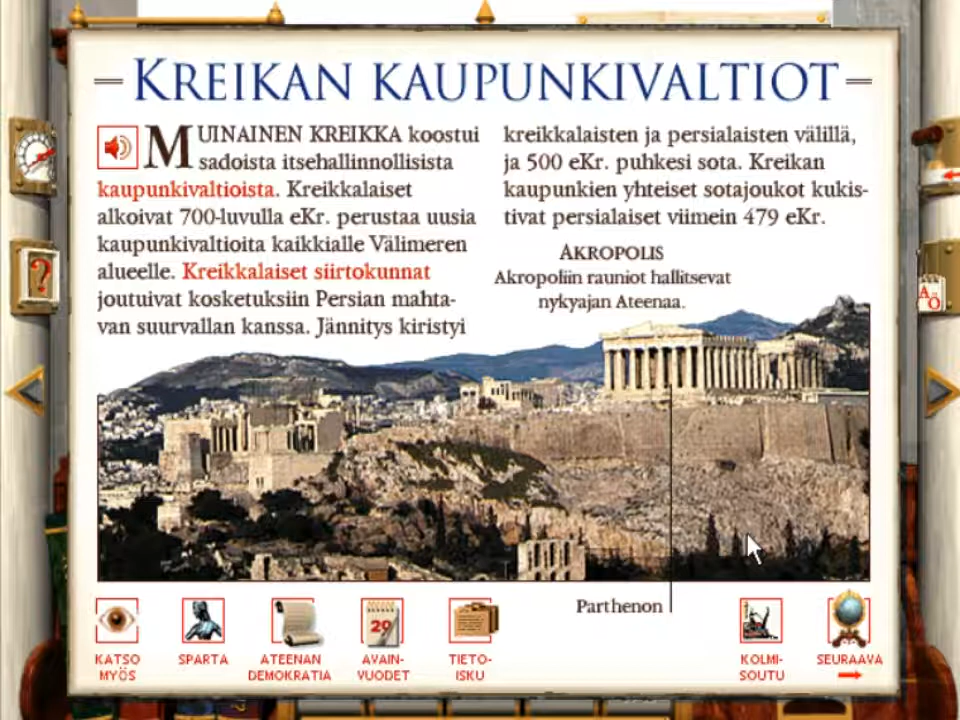 KREIKAN KAUPUNKIVALTIOT
MUINAINEN KREIKKA koostui
sadoista itsehallinnollisista
kaupunkivaltioista. Kreikkalaiset
alkoivat 700-luvulla eKr. perustaa uusia
kaupunkivaltioita kaikkialle Välimeren
alueelle. Kreikkalaiset siirtokunnat
joutuivat kosketuksiin Persian mahta-
van suurvallan kanssa. Jännitys kiristyi
kreikkalaisten ja persialaisten välillä,
ja 500 eKr. puhkesi sota. Kreikan
kaupunkien yhteiset sotajoukot kukis-
tivat persialaiset viimein 479 eKr.
AKROPOLIS
Akropoliin rauniot hallitsevat
nykyajan Ateenaa.
Parthenon
KATSO
MYÖS
SPARTA
ATEENAN
DEMOKRATIA
29
AVAIN-
VUODET
TIETO-
ISKU
KOLMI-
SOUTU
SEURAAVA
?
A
Ö